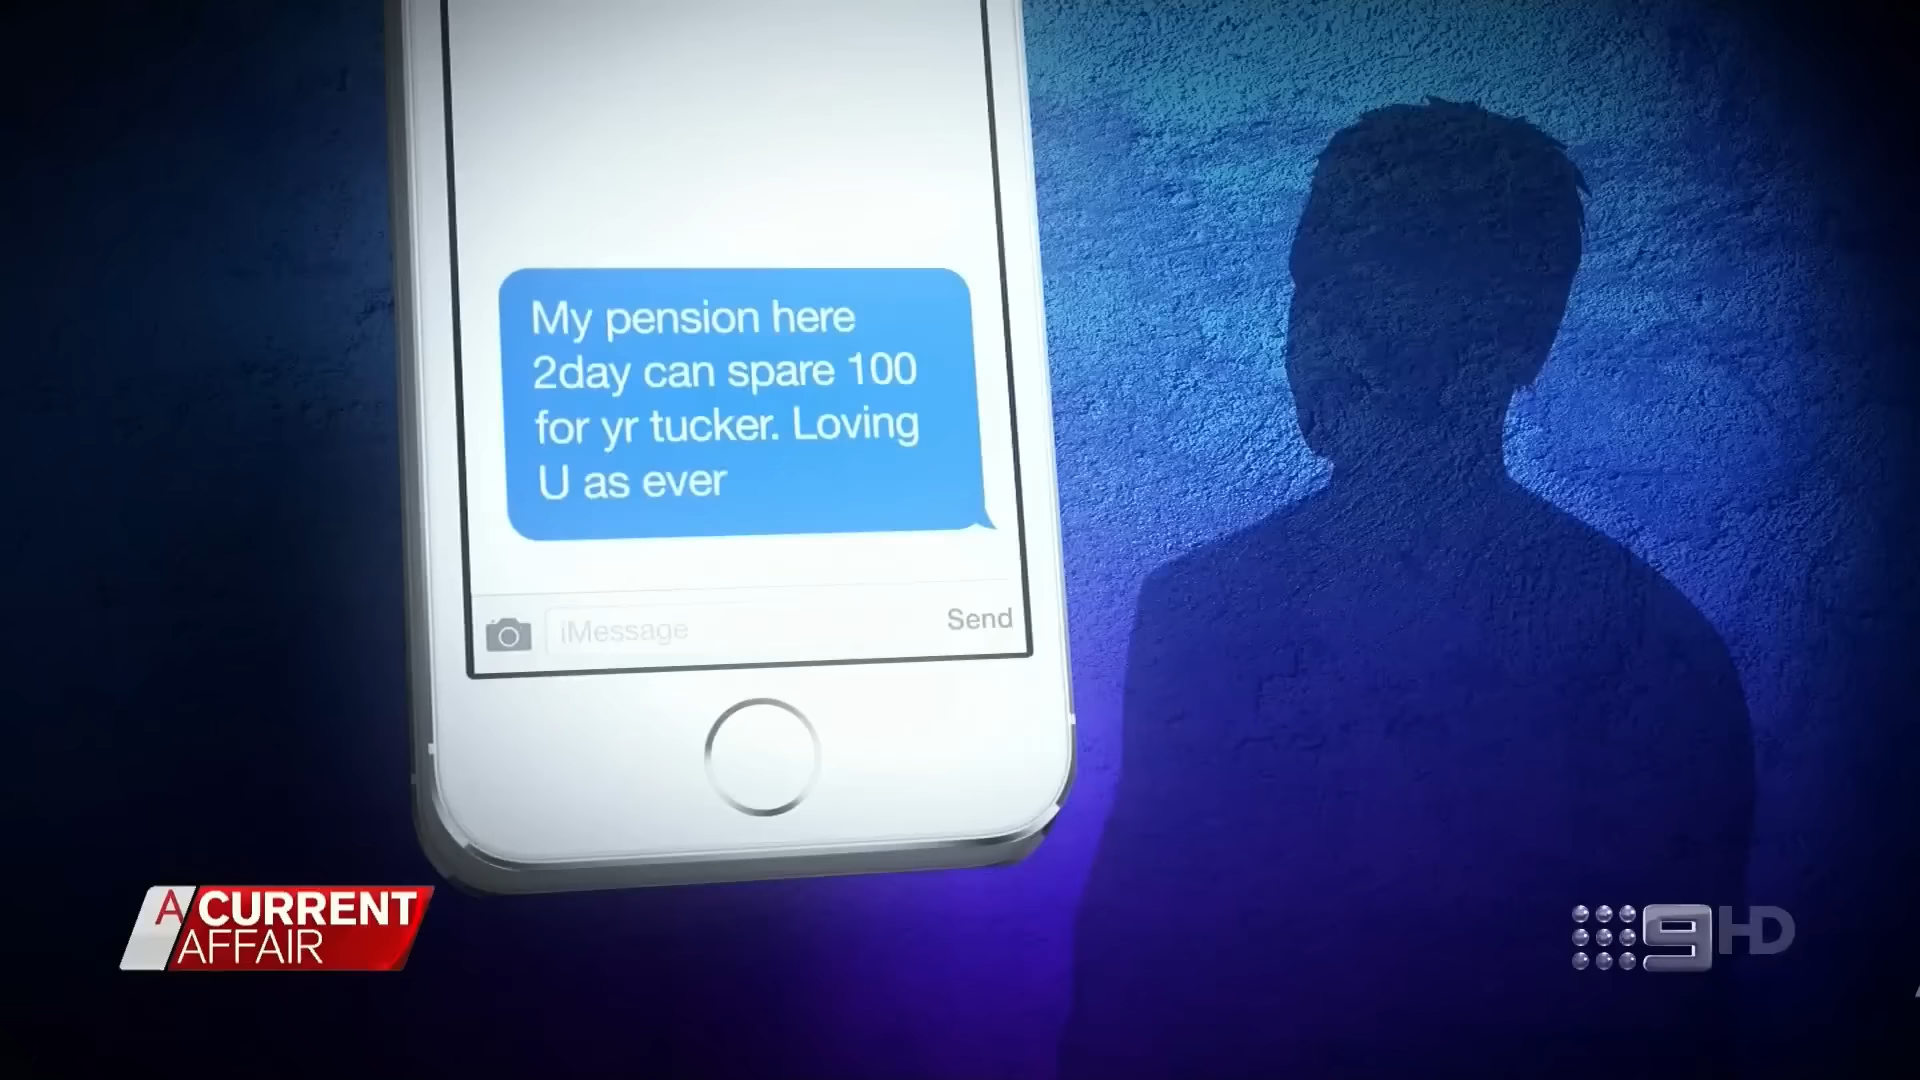 My pension here
2day can spare 100
for yr tucker. Loving
U as ever
iMessage
Send
A CURRENT
AFFAIR
9HD